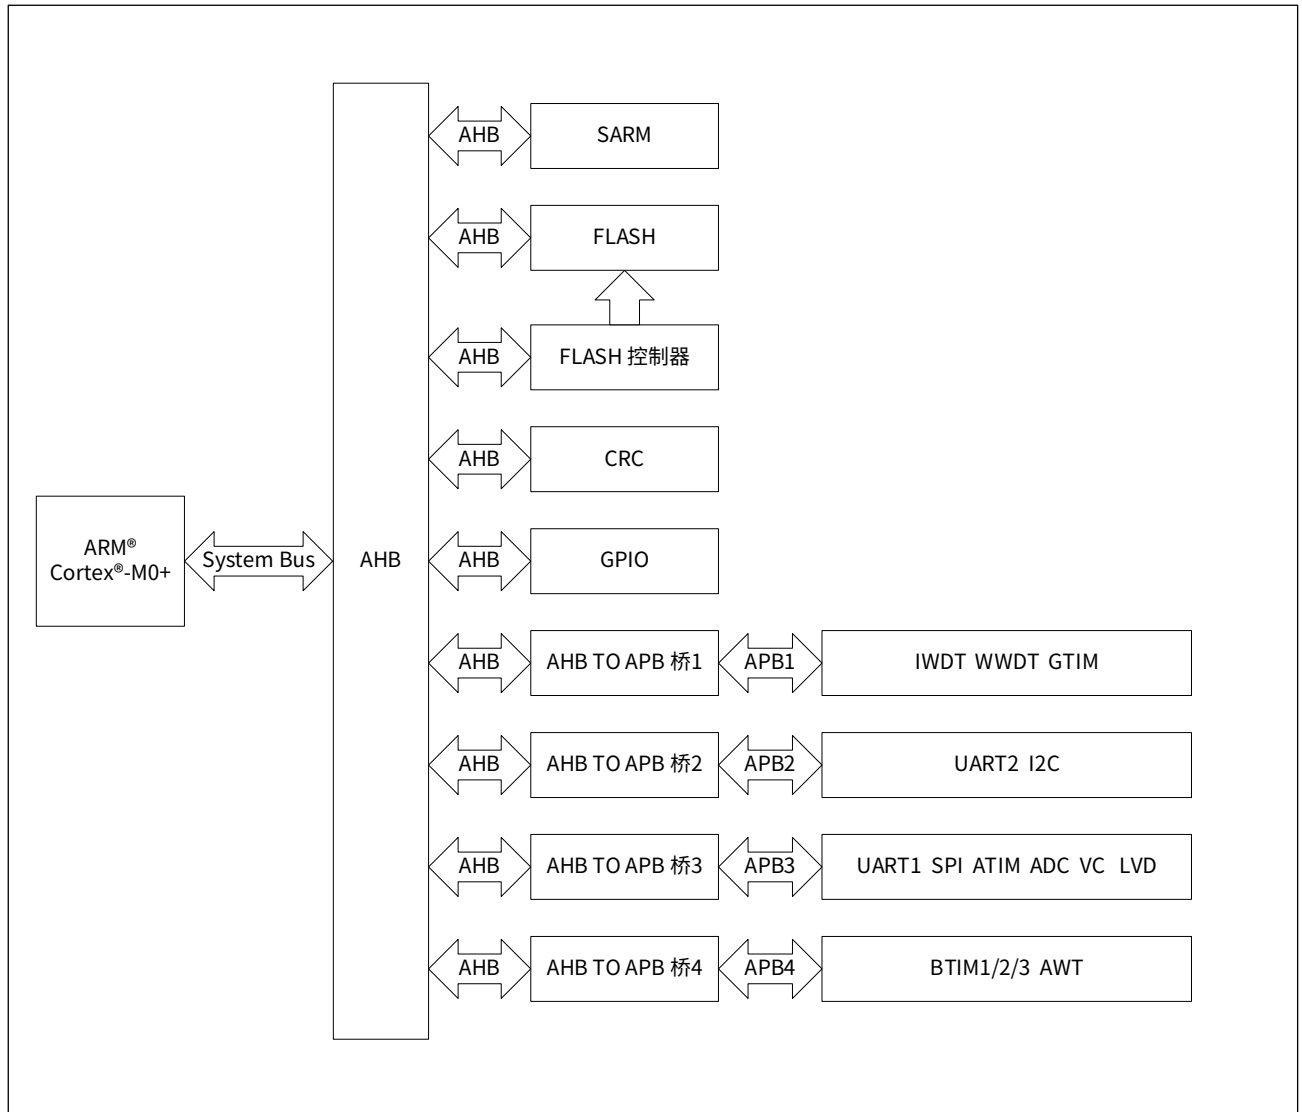 AHB
SARM
AHB
FLASH
AHB
FLASH 控制器
AHB
CRC
ARM®
Cortex®-M0+
System Bus
AHB
AHB
GPIO
AHB
AHB TO APB 桥1
APB1
IWDT WWDT GTIM
AHB
AHB TO APB 桥2
APB2
UART2 I2C
AHB
AHB TO APB 桥3
APB3
UART1 SPI ATIM ADC VC LVD
AHB
AHB TO APB 桥4
APB4
BTIM1/2/3 AWT